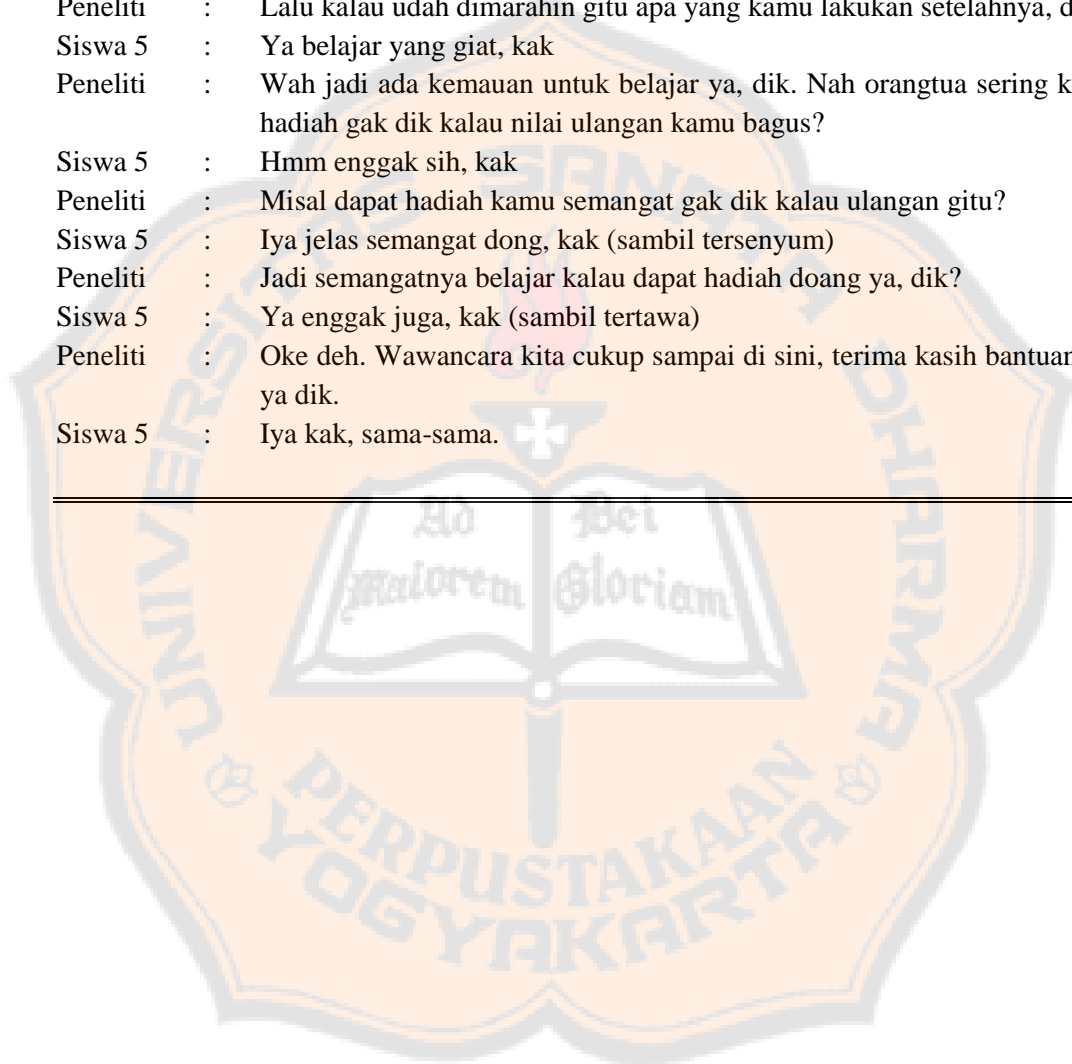 Peneliti : Lalu kalau udah dimarahin gitu apa yang kamu lakukan setelahnya,
Siswa 5 : Ya belajar yang giat, kak
Peneliti : Wah jadi ada kemauan untuk belajar ya, dik. Nah orangtua sering
hadiah gak dik kalau nilai ulangan kamu bagus?
Siswa 5 : Hmm enggak sih, kak
Peneliti : Misal dapat hadiah kamu semangat gak dik kalau ulangan gitu?
Siswa 5 : Iya jelas semangat dong, kak (sambil tersenyum)
Peneliti : Jadi semangatnya belajar kalau dapat hadiah doang ya, dik?
Siswa 5 : Ya enggak juga, kak (sambil tertawa)
Peneliti : Oke deh. Wawancara kita cukup sampai di sini, terima kasih
ya dik.
Siswa 5 : Iya kak, sama-sama.
UNIVERSITAS SANATA DHARMA
Ad Dei
Maiorem Gloriam
PERPUSTAKAAN
YOGYAKARTA